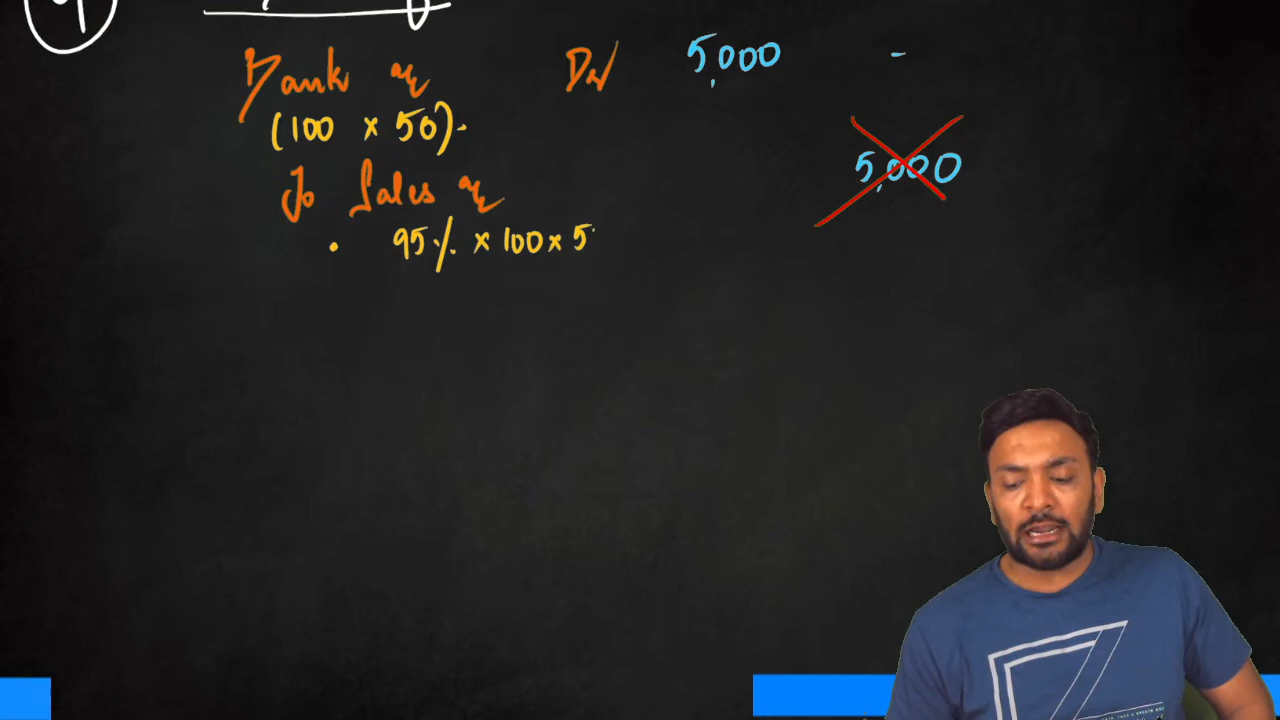 Bank a/c Dr 5,000 -
(100 × 50).
5,000
To Sales a/c
. 95% × 100 × 5